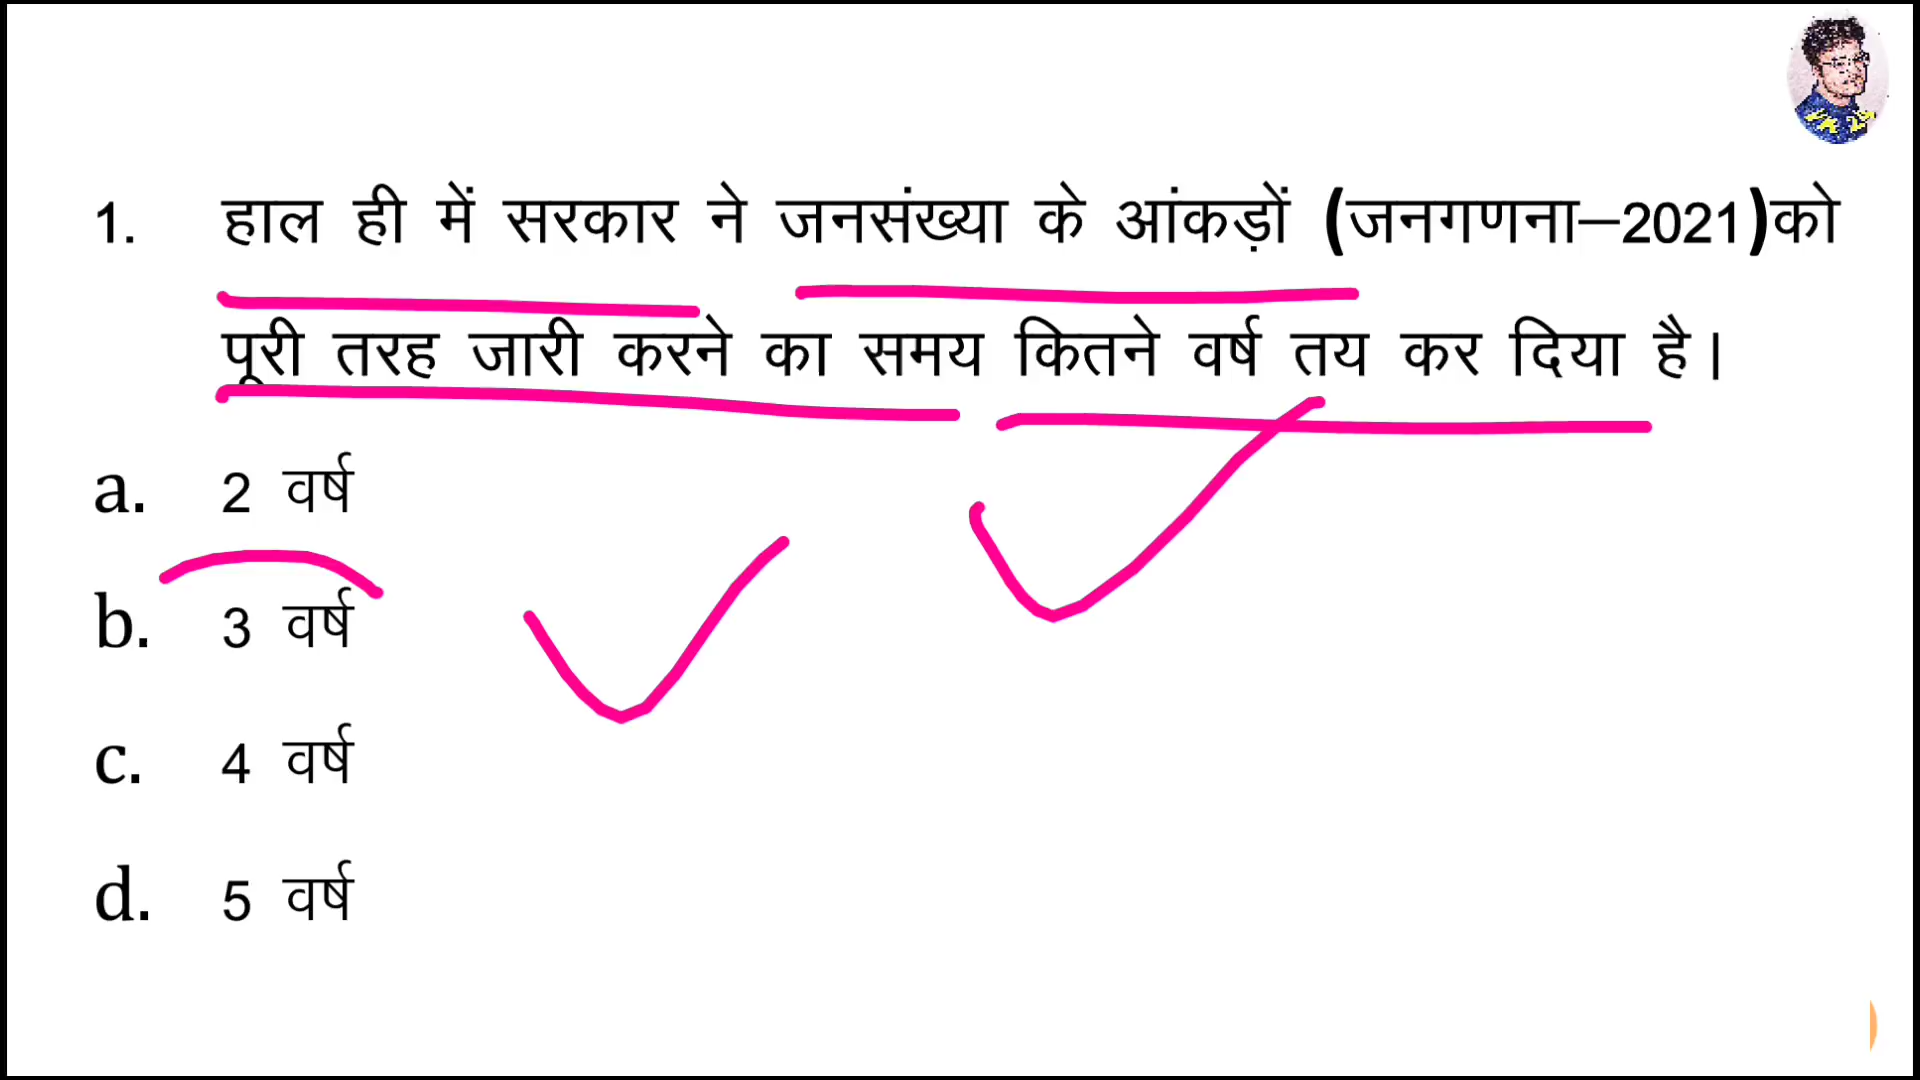 1. हाल ही में सरकार ने जनसंख्या के आंकड़ों (जनगणना–2021)को
पूरी तरह जारी करने का समय कितने वर्ष तय कर दिया है।
a. 2 वर्ष
b. 3 वर्ष
c. 4 वर्ष
d. 5 वर्ष